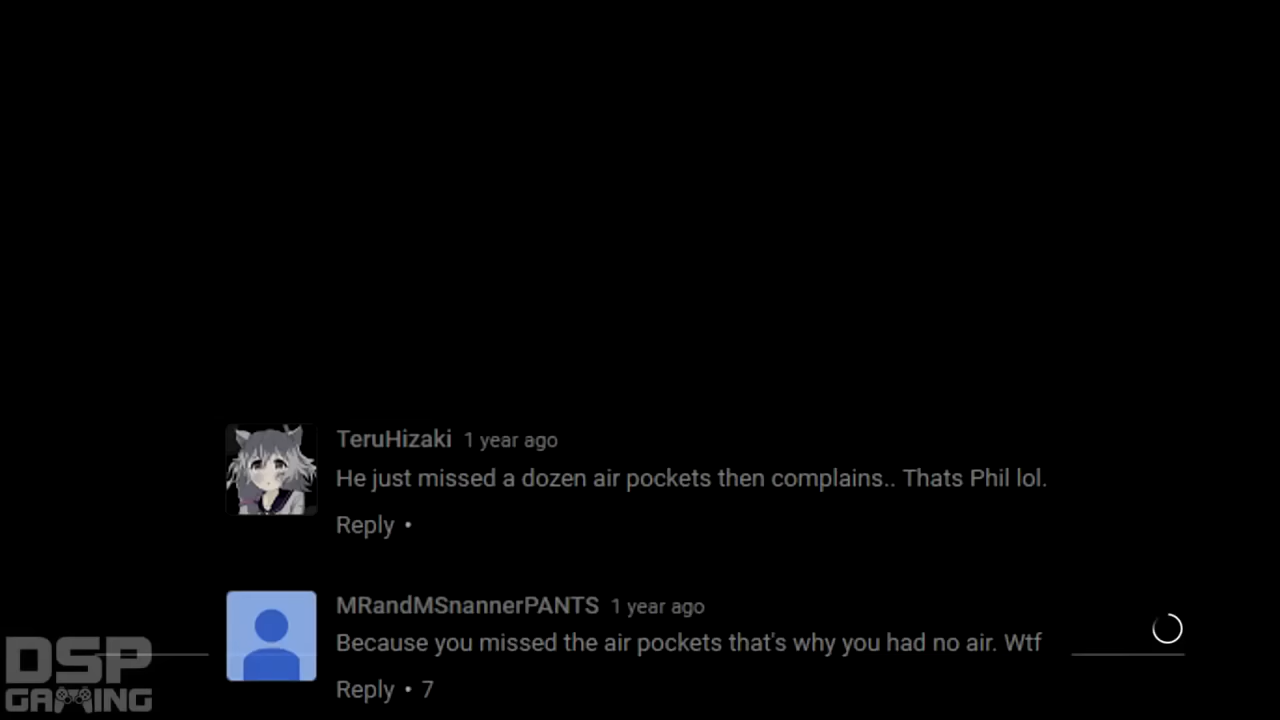 TeruHizaki 1 year ago
He just missed a dozen air pockets then complains.. Thats Phil lol.
Reply •
MRandMSnannerPANTS 1 year ago
Because you missed the air pockets that's why you had no air. Wtf
Reply • 7
DSP
GAMING